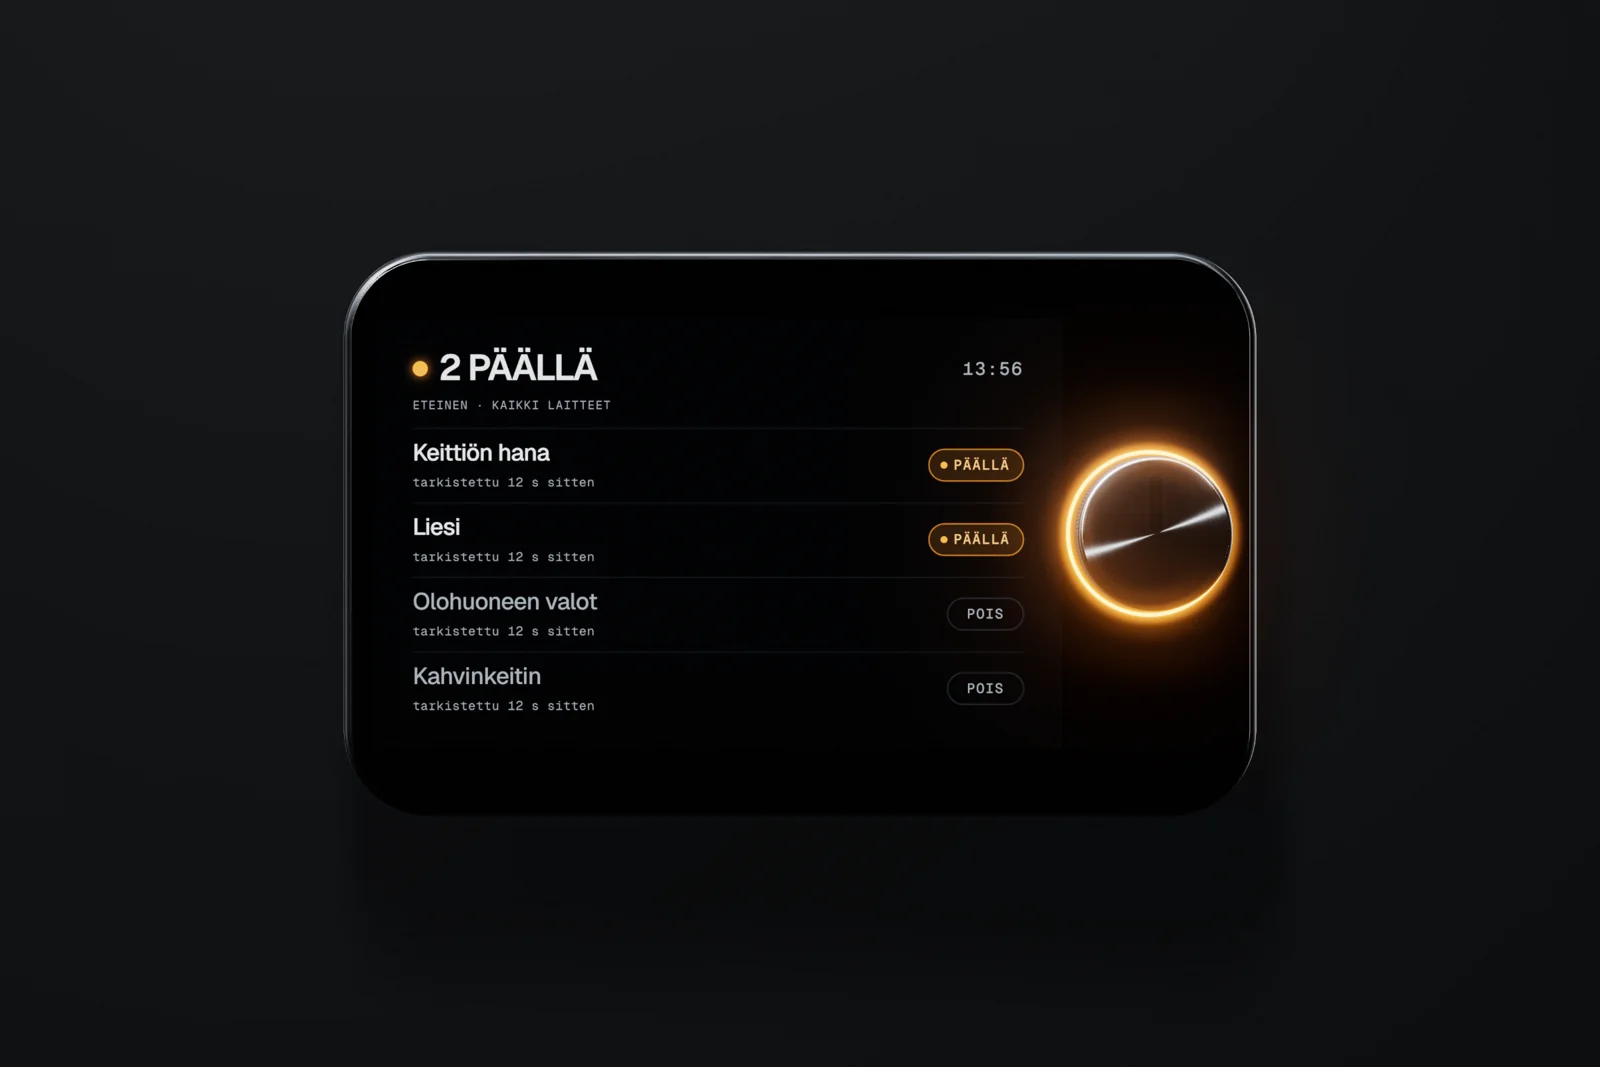 2 PÄÄLLÄ
13:56
ETEINEN · KAIKKI LAITTEET
Keittiön hana
tarkistettu 12 s sitten
PÄÄLLÄ
Liesi
tarkistettu 12 s sitten
PÄÄLLÄ
Olohuoneen valot
tarkistettu 12 s sitten
POIS
Kahvinkeitin
tarkistettu 12 s sitten
POIS